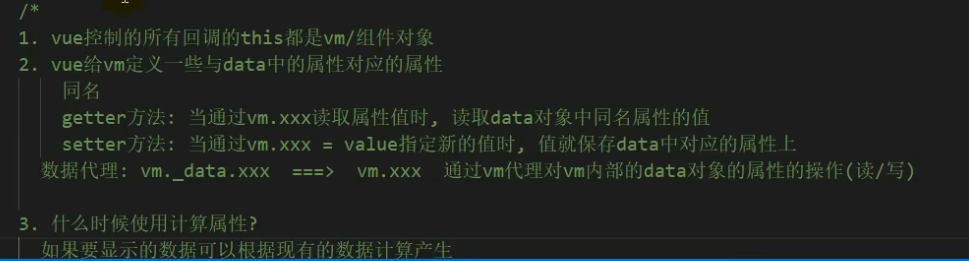 /*
1. vue控制的所有回调的this都是vm/组件对象
2. vue给vm定义一些与data中的属性对应的属性
同名
getter方法: 当通过vm.xxx读取属性值时, 读取data对象中同名属性的值
setter方法: 当通过vm.xxx = value指定新的值时, 值就保存data中对应的属性上
数据代理: vm._data.xxx ===> vm.xxx 通过vm代理对vm内部的data对象的属性的操作(读/写)
3. 什么时候使用计算属性?
如果要显示的数据可以根据现有的数据计算产生